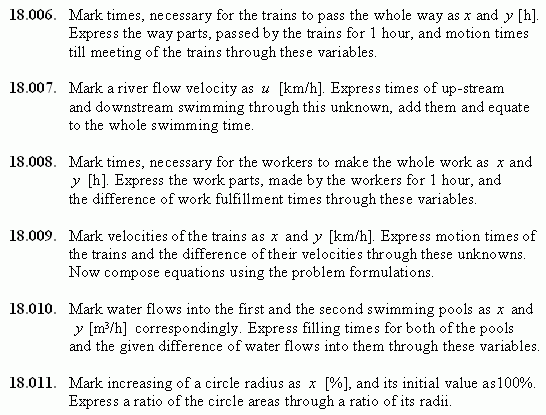 18.006. Mark times, necessary for the trains to pass the whole way as x and y [h].
Express the way parts, passed by the trains for 1 hour, and motion times
till meeting of the trains through these variables.
18.007. Mark a river flow velocity as u [km/h]. Express times of up-stream
and downstream swimming through this unknown, add them and equate
to the whole swimming time.
18.008. Mark times, necessary for the workers to make the whole work as x and
y [h]. Express the work parts, made by the workers for 1 hour, and
the difference of work fulfillment times through these variables.
18.009. Mark velocities of the trains as x and y [km/h]. Express motion times of
the trains and the difference of their velocities through these unknowns.
Now compose equations using the problem formulations.
18.010. Mark water flows into the first and the second swimming pools as x and
y [m³/h] correspondingly. Express filling times for both of the pools
and the given difference of water flows into them through these variables.
18.011. Mark increasing of a circle radius as x [%], and its initial value as100%.
Express a ratio of the circle areas through a ratio of its radii.